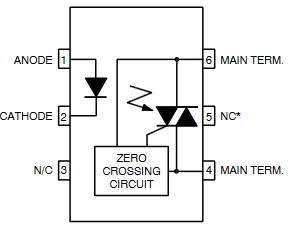 ANODE 1 6 MAIN TERM.
CATHODE 2 5 NC*
N/C 3 4 MAIN TERM.
ZERO
CROSSING
CIRCUIT